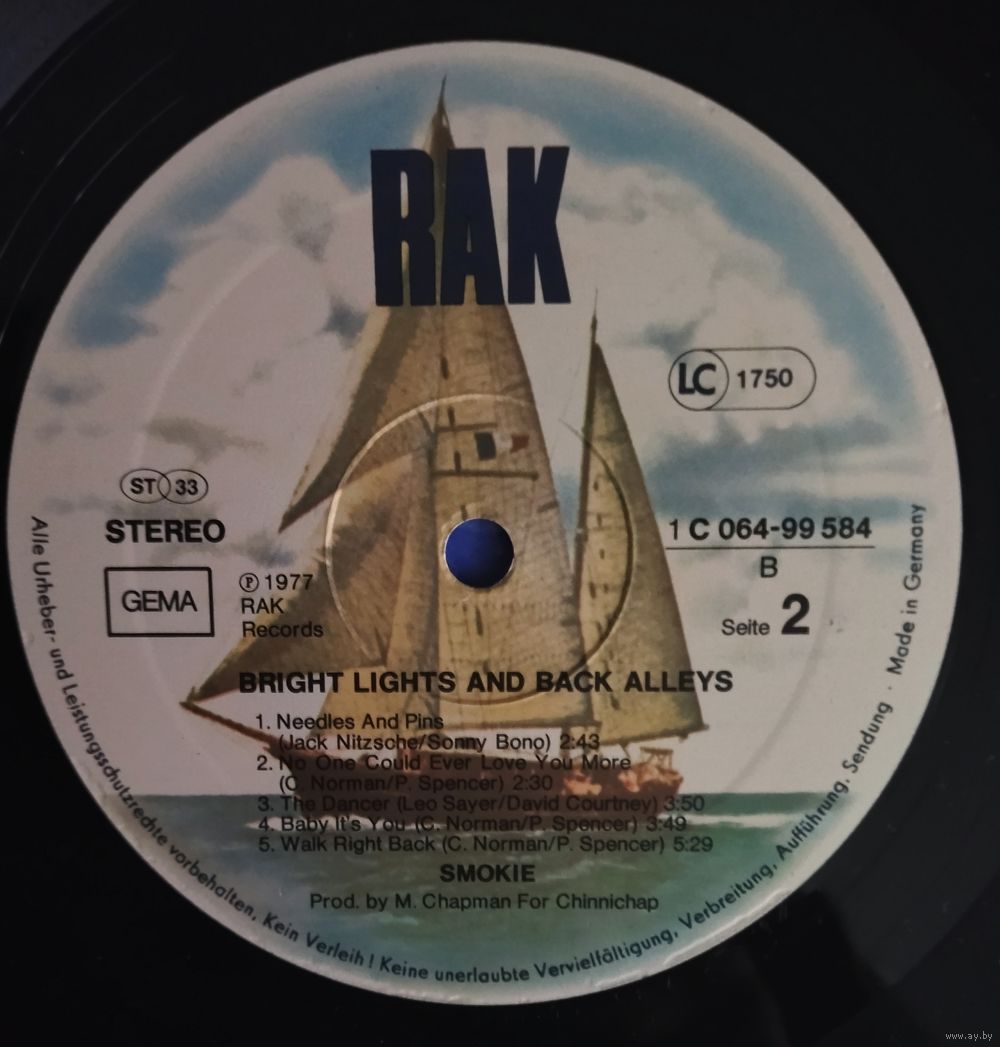 RAK
LC 1750
ST 33
STEREO
GEMA
℗ 1977
RAK
Records
1 C 064-99 584
B
Seite 2
BRIGHT LIGHTS AND BACK ALLEYS
1. Needles And Pins
(Jack Nitzsche/Sonny Bono) 2:43
2. No One Could Ever Love You More
(C. Norman/P. Spencer) 2:30
3. The Dancer (Leo Sayer/David Courtney) 3:50
4. Baby It's You (C. Norman/P. Spencer) 3:49
5. Walk Right Back (C. Norman/P. Spencer) 5:29
SMOKIE
Prod. by M. Chapman For Chinnichap
Alle Urheber- und Leistungsschutzrechte vorbehalten. Kein Verleih! Keine unerlaubte Vervielfältigung, Verbreitung, Aufführung, Sendung · Made in Germany
www.ay.by